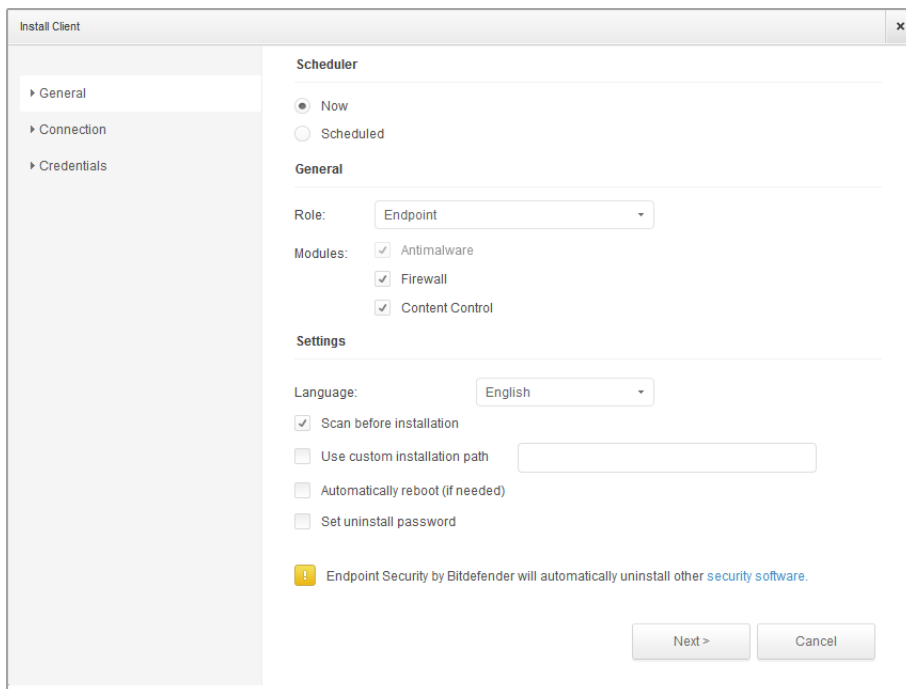 Install Client
×
General
Connection
Credentials
Scheduler
Now
Scheduled
General
Role: Endpoint
Modules: Antimalware
Firewall
Content Control
Settings
Language: English
Scan before installation
Use custom installation path
Automatically reboot (if needed)
Set uninstall password
! Endpoint Security by Bitdefender will automatically uninstall other security software.
Next > Cancel